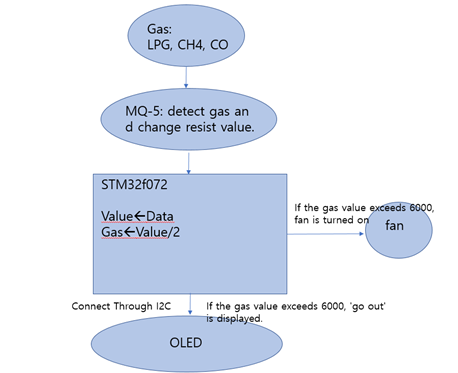 Gas:
LPG, CH4, CO
MQ-5: detect gas an
d change resist value.
STM32f072
Value←Data
Gas←Value/2
If the gas value exceeds 6000,
fan is turned on
fan
Connect Through I2C
If the gas value exceeds 6000, 'go out'
is displayed.
OLED